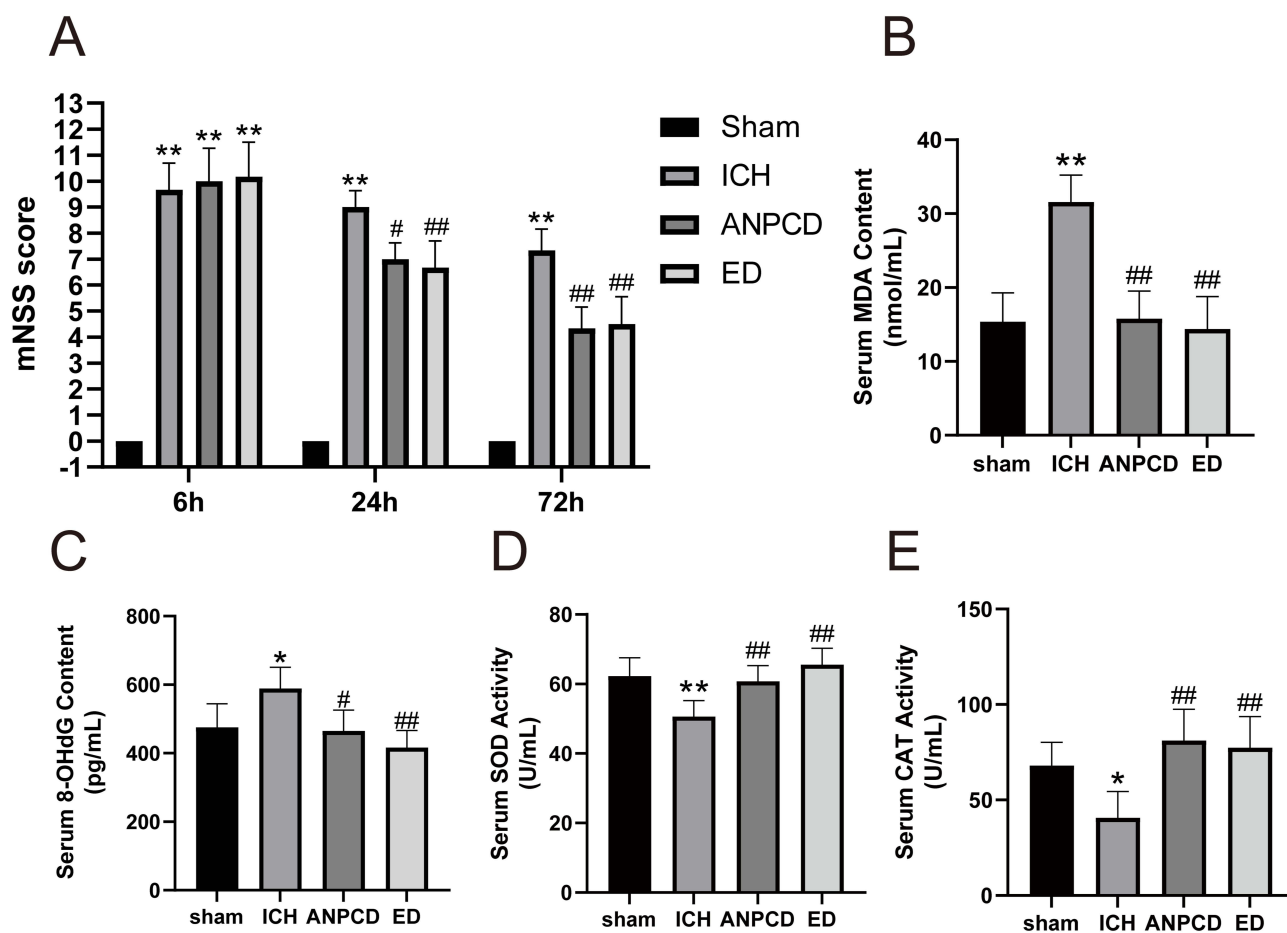 A
13
12
11
10
9
8
7
6
5
4
3
2
1
0
-1
mNSS score
** ** **
** # ##
** ## ##
6h 24h 72h
Sham
ICH
ANPCD
ED
B
Serum MDA Content
(nmol/mL)
40
30
20
10
0
**
## ##
sham ICH ANPCD ED
C
Serum 8-OHdG Content
(pg/mL)
800
600
400
200
0
*
# ##
sham ICH ANPCD ED
D
Serum SOD Activity
(U/mL)
80
60
40
20
0
**
## ##
sham ICH ANPCD ED
E
Serum CAT Activity
(U/mL)
150
100
50
0
*
## ##
sham ICH ANPCD ED